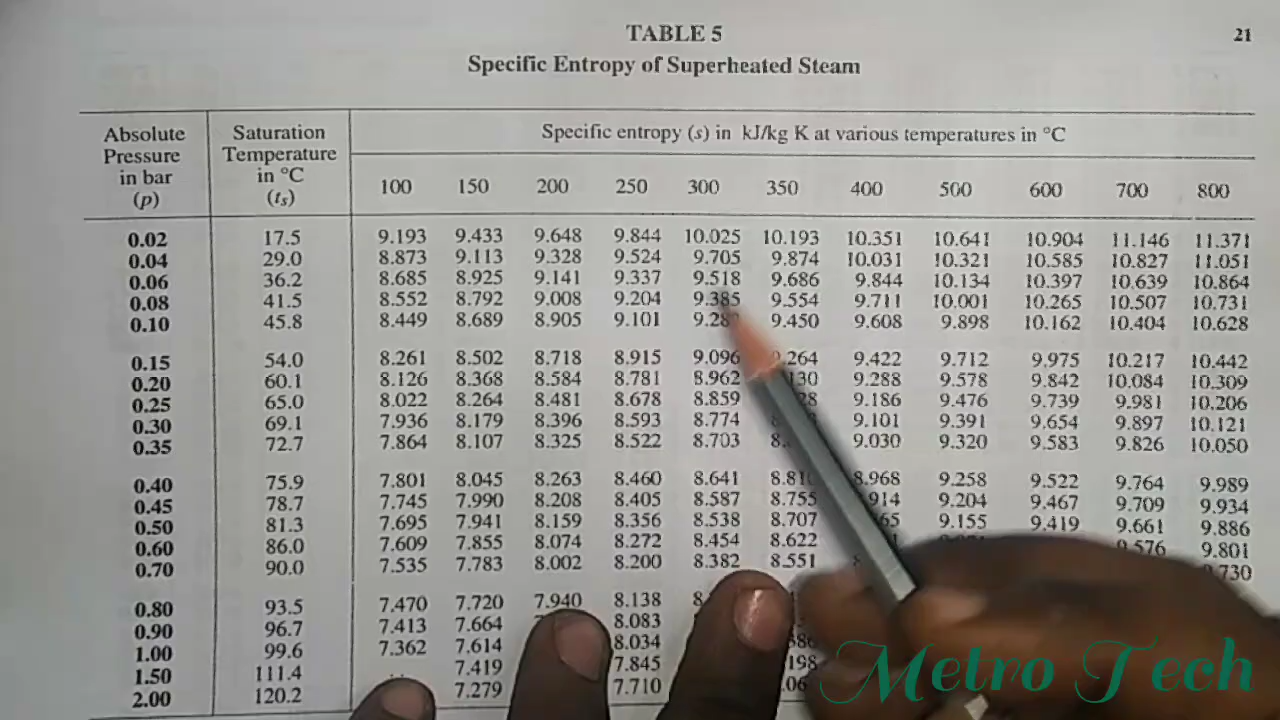 TABLE 5
21
Specific Entropy of Superheated Steam
Absolute Pressure in bar (p)
Saturation Temperature in °C (ts)
Specific entropy (s) in kJ/kg K at various temperatures in °C
100 150 200 250 300 350 400 500 600 700 800
0.02 17.5 9.193 9.433 9.648 9.844 10.025 10.193 10.351 10.641 10.904 11.146 11.371
0.04 29.0 8.873 9.113 9.328 9.524 9.705 9.874 10.031 10.321 10.585 10.827 11.051
0.06 36.2 8.685 8.925 9.141 9.337 9.518 9.686 9.844 10.134 10.397 10.639 10.864
0.08 41.5 8.552 8.792 9.008 9.204 9.385 9.554 9.711 10.001 10.265 10.507 10.731
0.10 45.8 8.449 8.689 8.905 9.101 9.450 9.608 9.898 10.162 10.404 10.628
0.15 54.0 8.261 8.502 8.718 8.915 9.096 9.422 9.712 9.975 10.217 10.442
0.20 60.1 8.126 8.368 8.584 8.781 8.962 9.288 9.578 9.842 10.084 10.309
0.25 65.0 8.022 8.264 8.481 8.678 8.859 9.186 9.476 9.739 9.981 10.206
0.30 69.1 7.936 8.179 8.396 8.593 8.774 9.101 9.391 9.654 9.897 10.121
0.35 72.7 7.864 8.107 8.325 8.522 8.703 9.030 9.320 9.583 9.826 10.050
0.40 75.9 7.801 8.045 8.263 8.460 8.641 8.968 9.258 9.522 9.764 9.989
0.45 78.7 7.745 7.990 8.208 8.405 8.587 8.755 9.204 9.467 9.709 9.934
0.50 81.3 7.695 7.941 8.159 8.356 8.538 8.707 9.155 9.419 9.661 9.886
0.60 86.0 7.609 7.855 8.074 8.272 8.454 8.622 9.801
0.70 90.0 7.535 7.783 8.002 8.200 8.382 8.551
0.80 93.5 7.470 7.720 7.940 8.138
0.90 96.7 7.413 7.664 8.083
1.00 99.6 7.362 7.614 8.034
1.50 111.4 7.419 7.845
2.00 120.2 7.279 7.710
Metro Tech